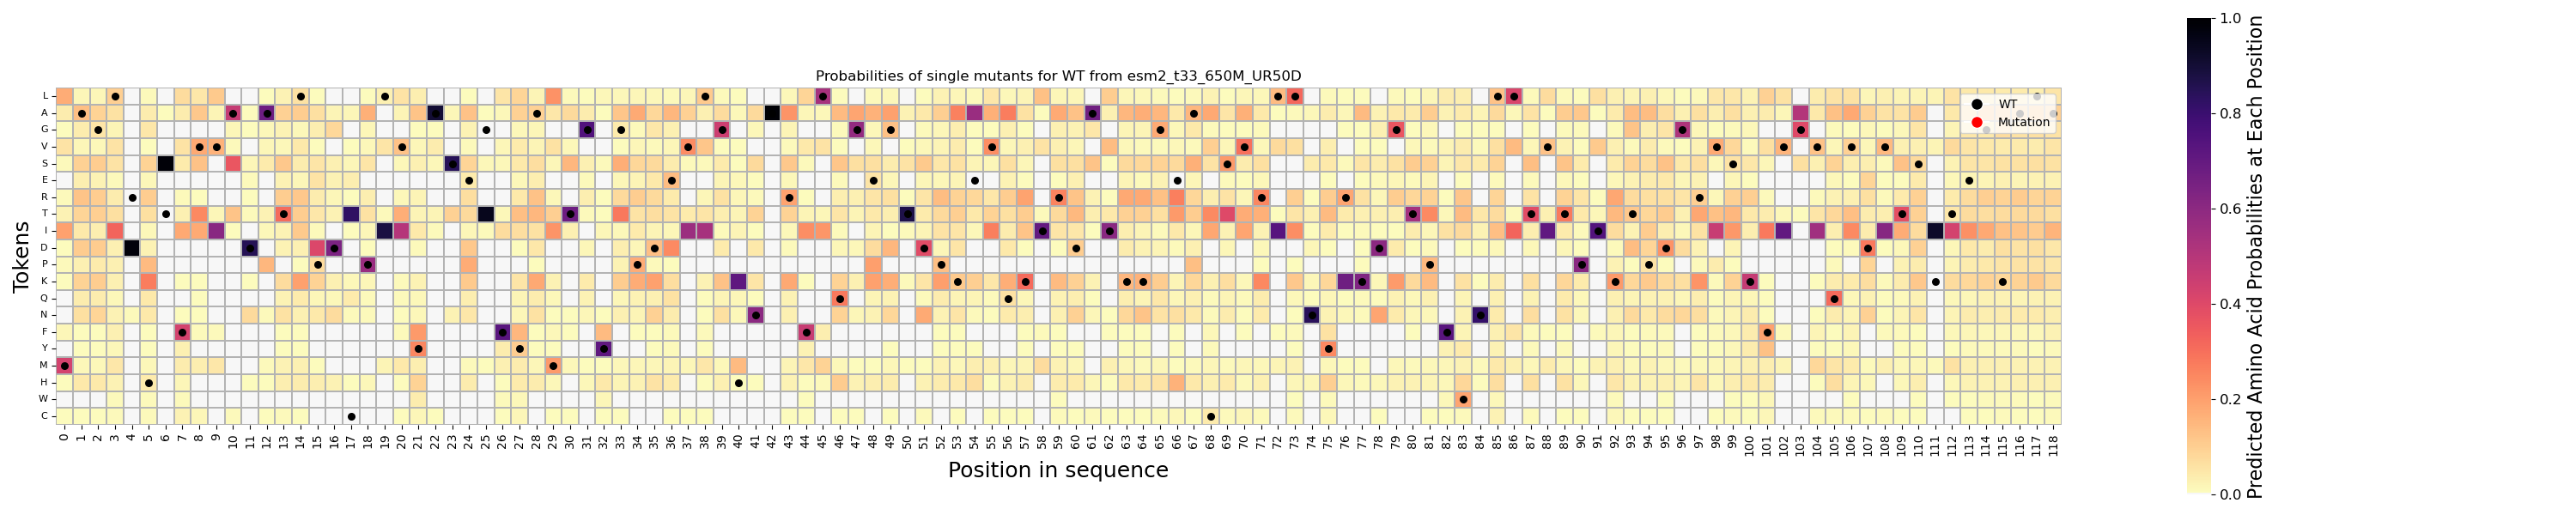 Probabilities of single mutants for WT from esm2_t33_650M_UR50D
Tokens
L
A
G
V
S
E
R
T
I
D
P
K
Q
N
F
Y
M
H
W
C
0 1 2 3 4 5 6 7 8 9 10 11 12 13 14 15 16 17 18 19 20 21 22 23 24 25 26 27 28 29 30 31 32 33 34 35 36 37 38 39 40 41 42 43 44 45 46 47 48 49 50 51 52 53 54 55 56 57 58 59 60 61 62 63 64 65 66 67 68 69 70 71 72 73 74 75 76 77 78 79 80 81 82 83 84 85 86 87 88 89 90 91 92 93 94 95 96 97 98 99 100 101 102 103 104 105 106 107 108 109 110 111 112 113 114 115 116 117 118
Position in sequence
WT
Mutation
1.0
0.8
0.6
0.4
0.2
0.0
Predicted Amino Acid Probabilities at Each Position